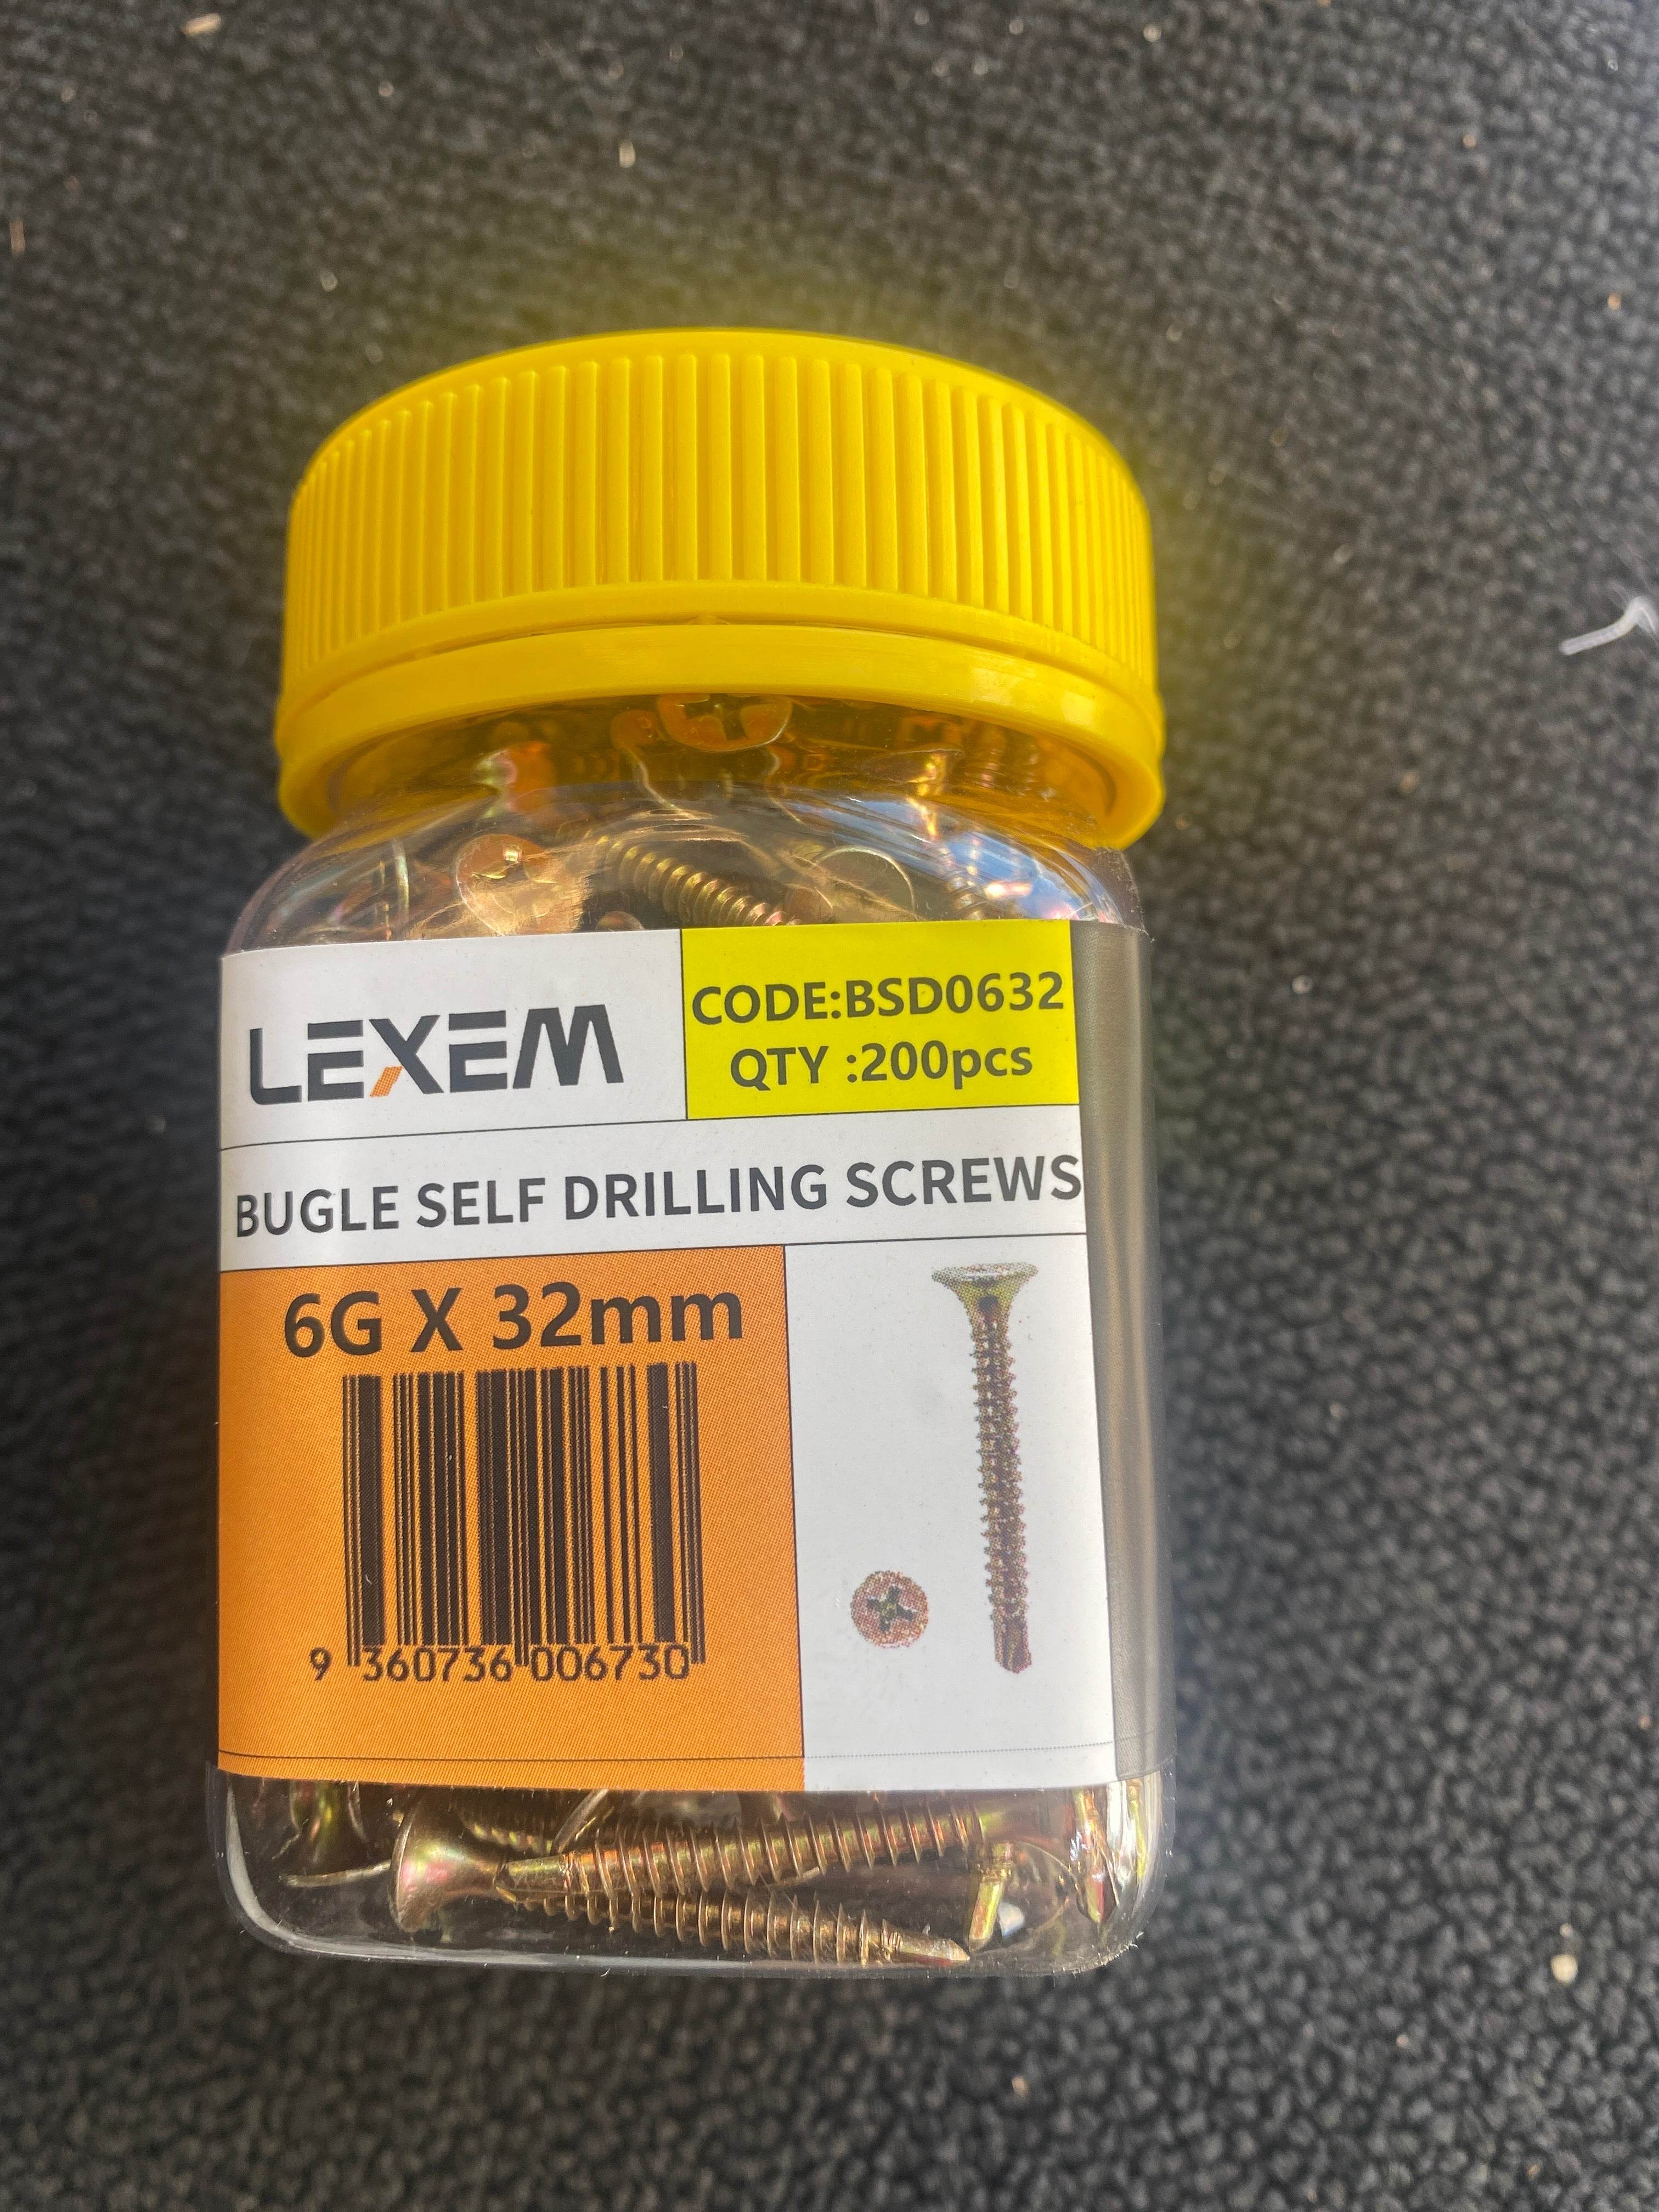 LEXEM
CODE:BSD0632
QTY :200pcs
BUGLE SELF DRILLING SCREWS
6G X 32mm
9 360736 006730